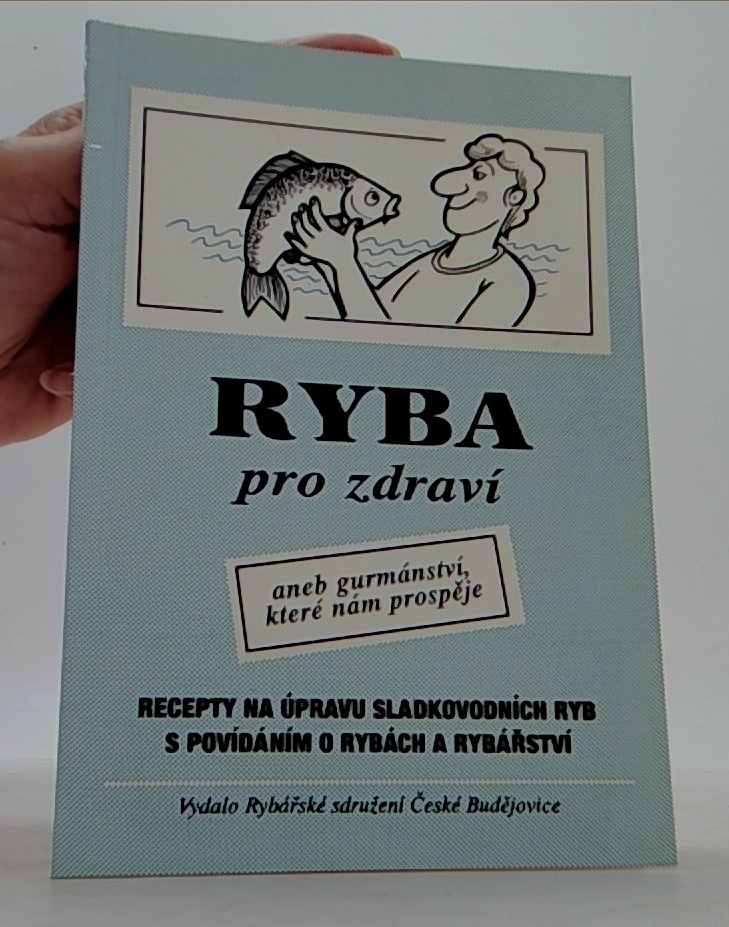 RYBA
pro zdraví
aneb gurmánství,
které nám prospěje
RECEPTY NA ÚPRAVU SLADKOVODNÍCH RYB
S POVÍDÁNÍM O RYBÁCH A RYBÁŘSTVÍ
Vydalo Rybářské sdružení České Budějovice